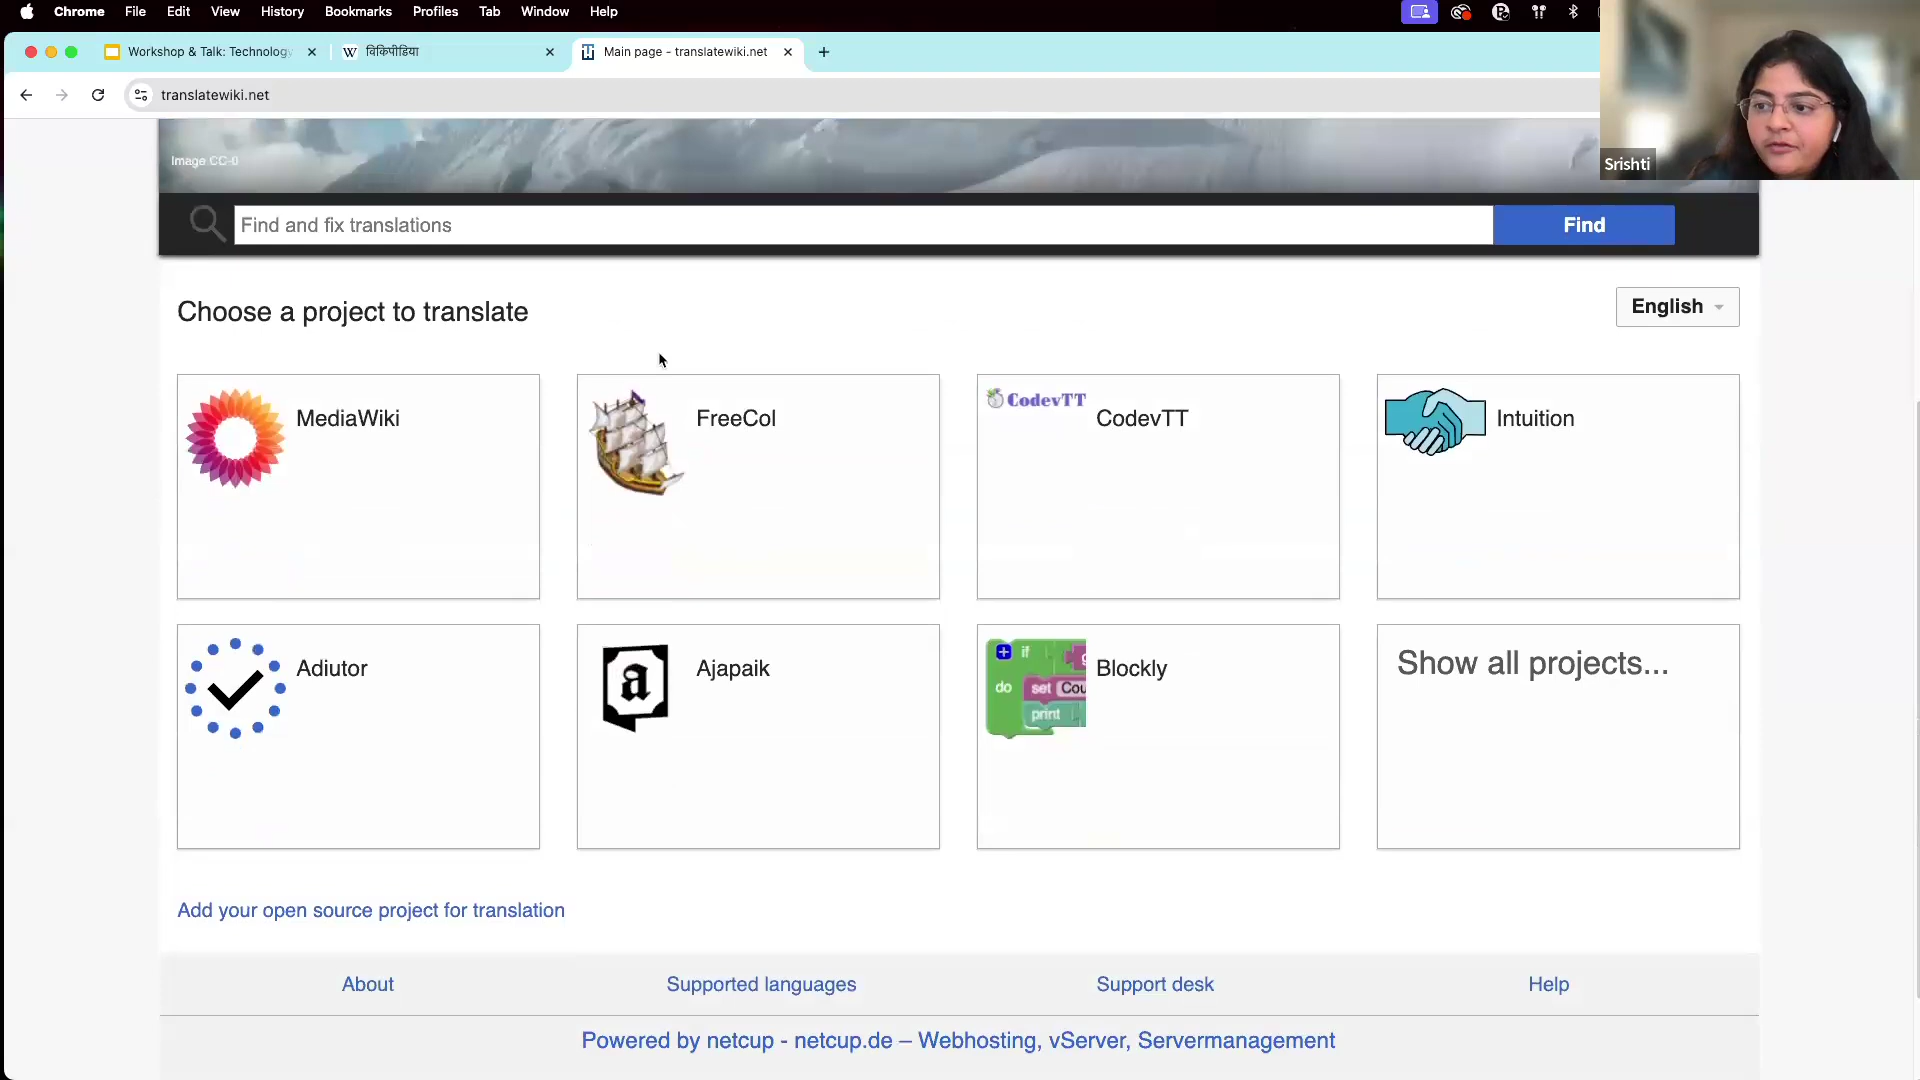 Chrome File Edit View History Bookmarks Profiles Tab Window Help
Workshop & Talk: Technology
विकिपीडिया
Main page - translatewiki.net
translatewiki.net
Srishti
Image CC-0
Find and fix translations
Find
Choose a project to translate
English
MediaWiki
FreeCol
CodevTT
CodevTT
Intuition
Adiutor
a
Ajapaik
if
do set Cou
print
Blockly
Show all projects...
Add your open source project for translation
About
Supported languages
Support desk
Help
Powered by netcup - netcup.de – Webhosting, vServer, Servermanagement